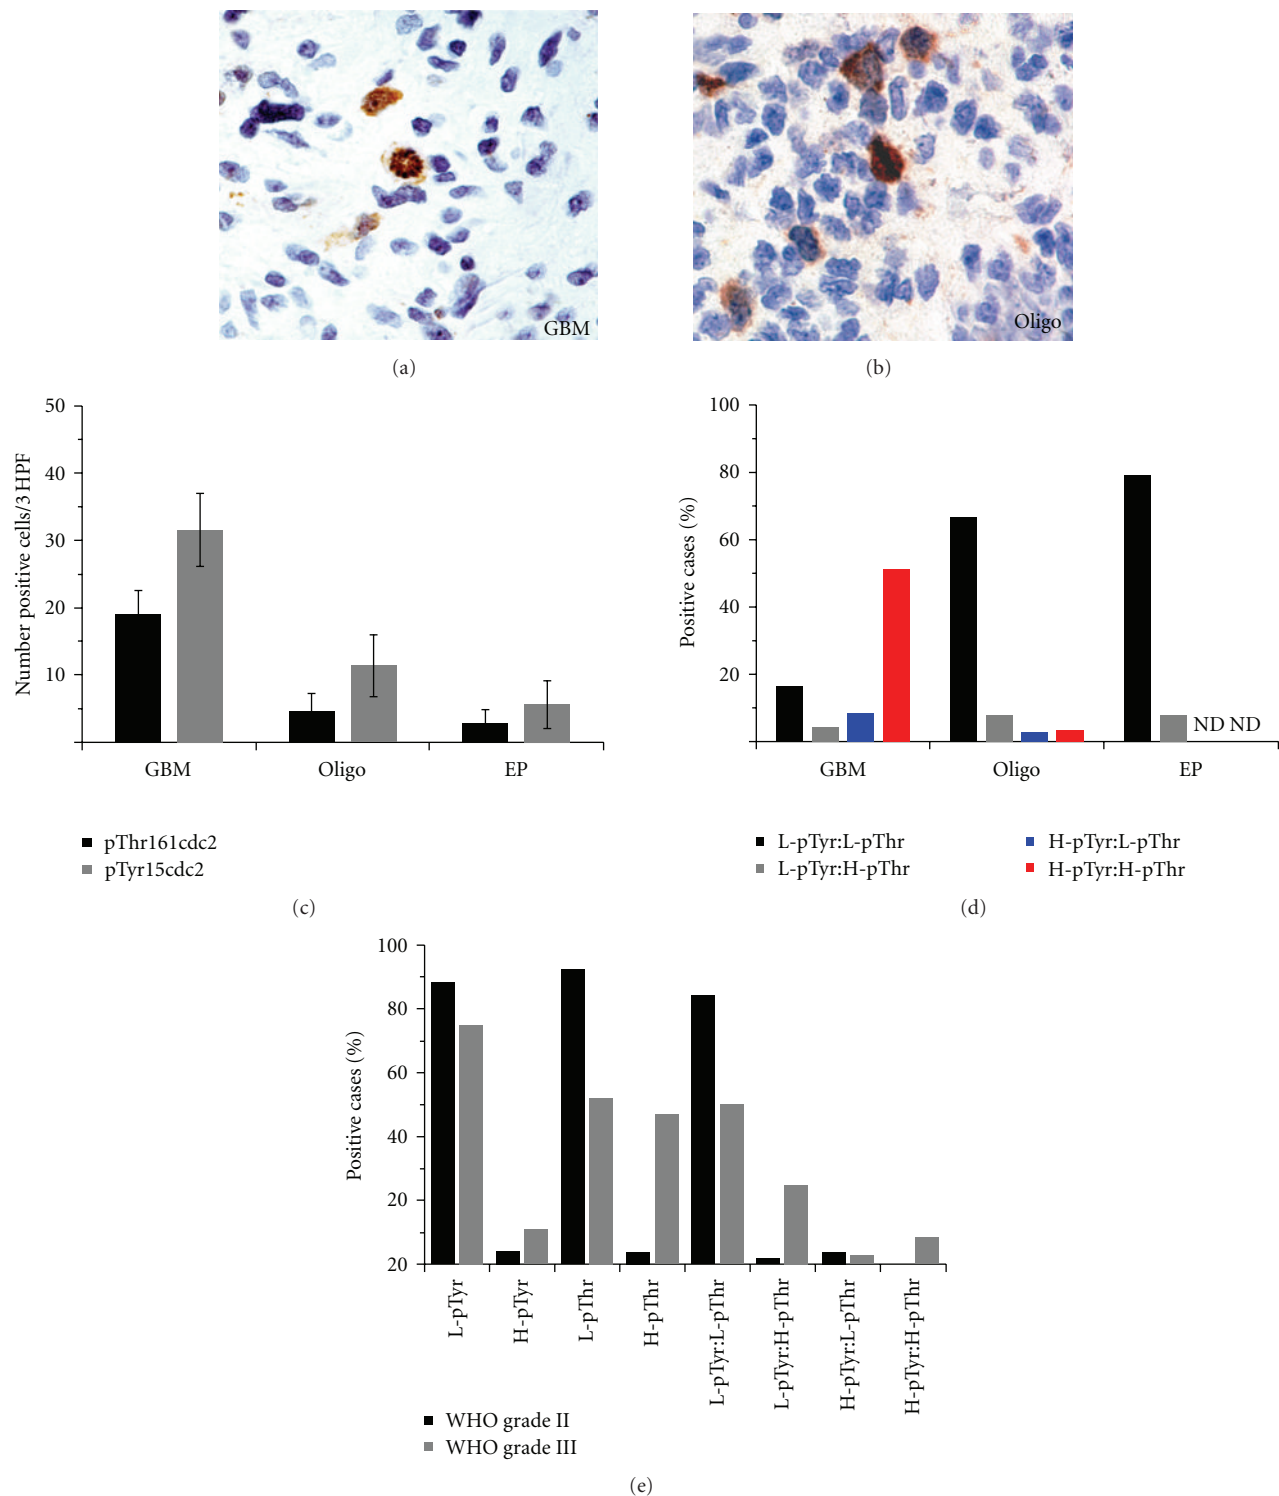 GBM
Oligo
(a)
(b)
Number positive cells/3 HPF
50
40
30
20
10
GBM
Oligo
EP
pThr161cdc2
pTyr15cdc2
(c)
Positive cases (%)
100
80
60
40
20
ND ND
GBM
Oligo
EP
L-pTyr:L-pThr
L-pTyr:H-pThr
H-pTyr:L-pThr
H-pTyr:H-pThr
(d)
Positive cases (%)
100
80
60
40
20
20
L-pTyr
H-pTyr
L-pThr
H-pThr
L-pTyr:L-pThr
L-pTyr:H-pThr
H-pTyr:L-pThr
H-pTyr:H-pThr
WHO grade II
WHO grade III
(e)